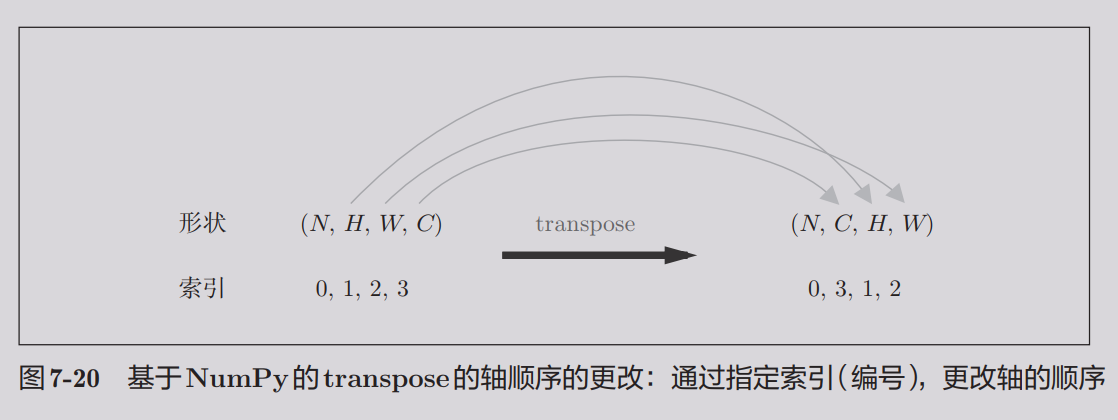 形状 (N, H, W, C) transpose (N, C, H, W)
索引 0, 1, 2, 3 0, 3, 1, 2
图7-20 基于NumPy的transpose的轴顺序的更改：通过指定索引（编号），更改轴的顺序